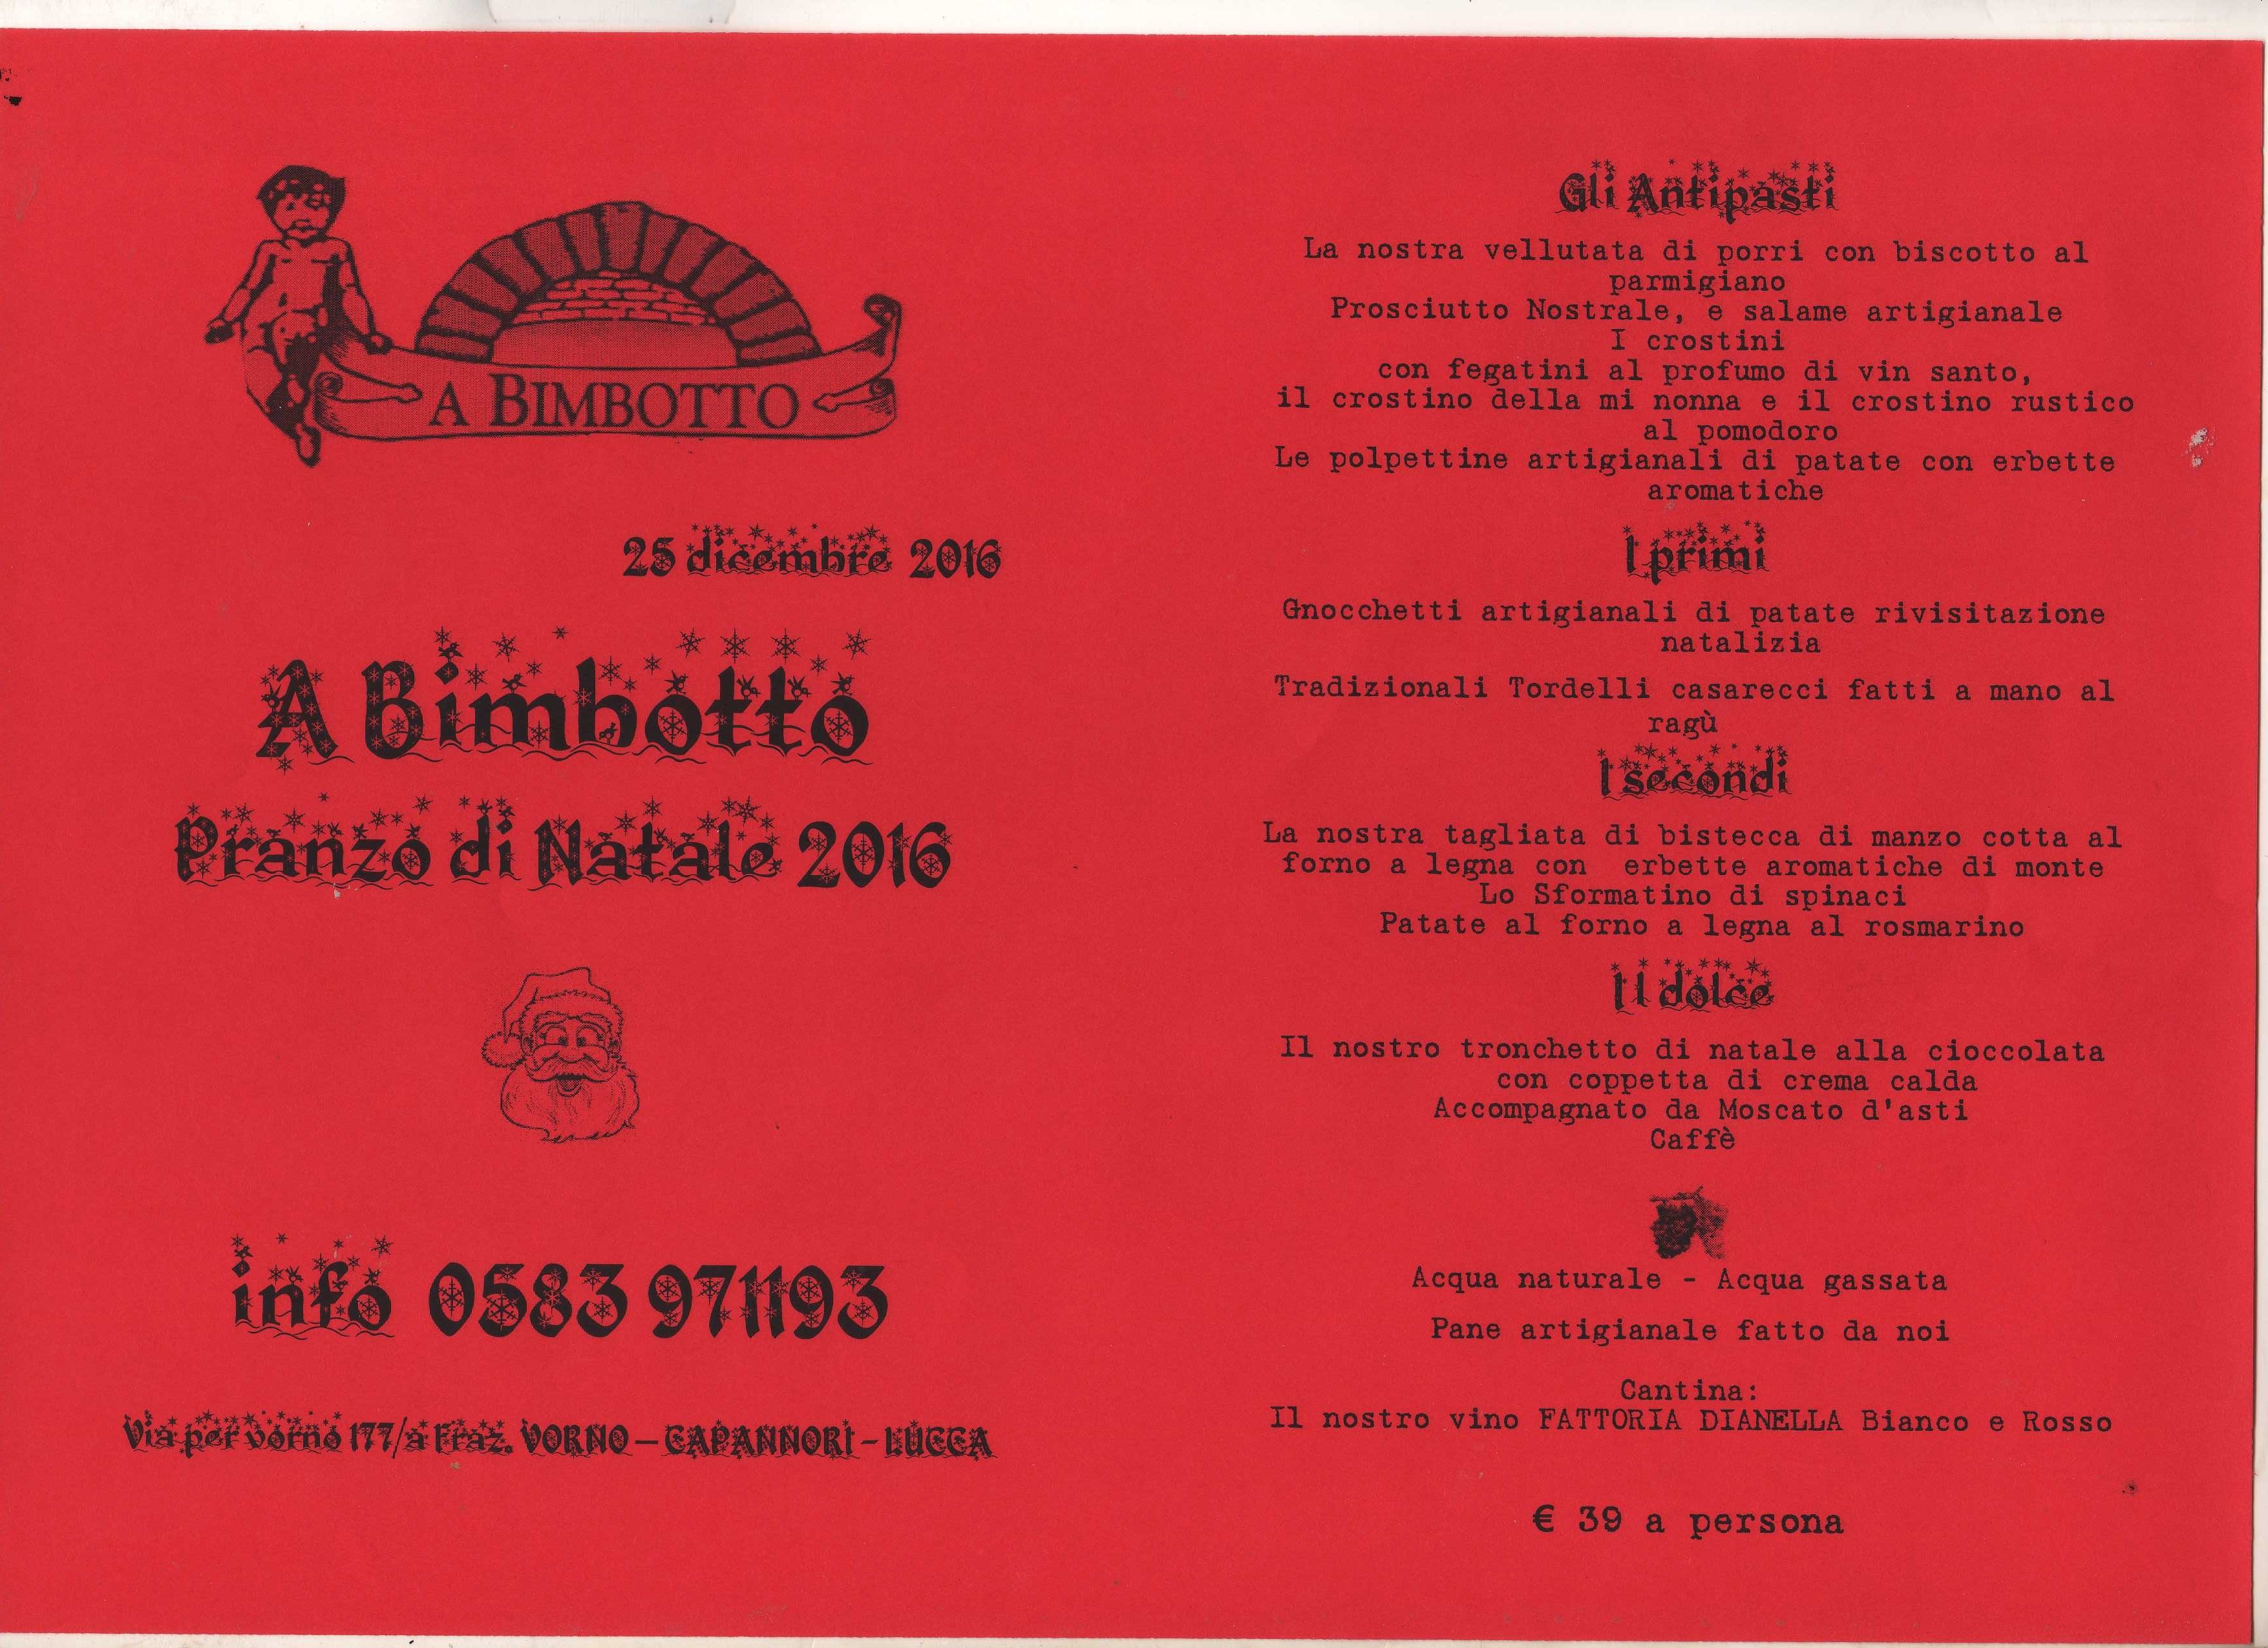 A BIMBOTTO
25 dicembre 2016
A Bimbotto
Pranzo di Natale 2016
info 0583 971193
Via per vorno 177/a Fraz. VORNO – CAPANNORI – LUCCA
Gli Antipasti
La nostra vellutata di porri con biscotto al
parmigiano
Prosciutto Nostrale, e salame artigianale
I crostini
con fegatini al profumo di vin santo,
il crostino della mi nonna e il crostino rustico
al pomodoro
Le polpettine artigianali di patate con erbette
aromatiche
I primi
Gnocchetti artigianali di patate rivisitazione
natalizia
Tradizionali Tordelli casarecci fatti a mano al
ragù
I secondi
La nostra tagliata di bistecca di manzo cotta al
forno a legna con erbette aromatiche di monte
Lo Sformatino di spinaci
Patate al forno a legna al rosmarino
Il dolce
Il nostro tronchetto di natale alla cioccolata
con coppetta di crema calda
Accompagnato da Moscato d'asti
Caffè
Acqua naturale - Acqua gassata
Pane artigianale fatto da noi
Cantina:
Il nostro vino FATTORIA DIANELLA Bianco e Rosso
€ 39 a persona